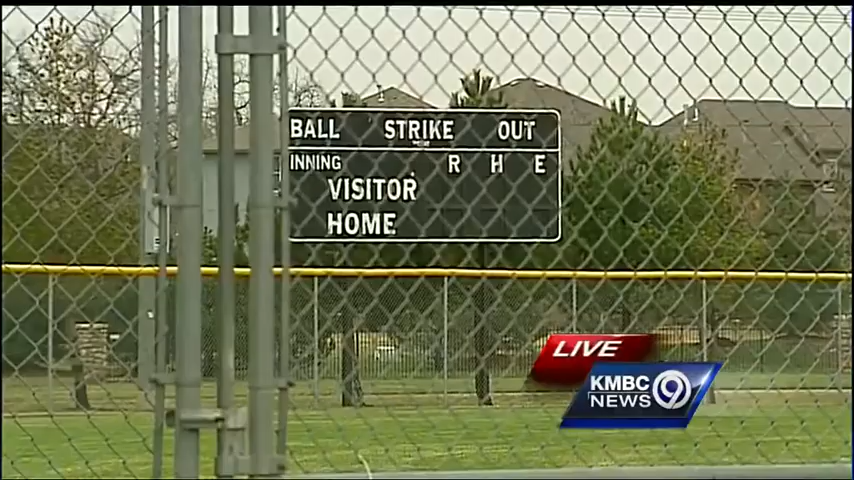 BALL STRIKE OUT
INNING R H E
VISITOR
HOME
LIVE
KMBC 9
NEWS